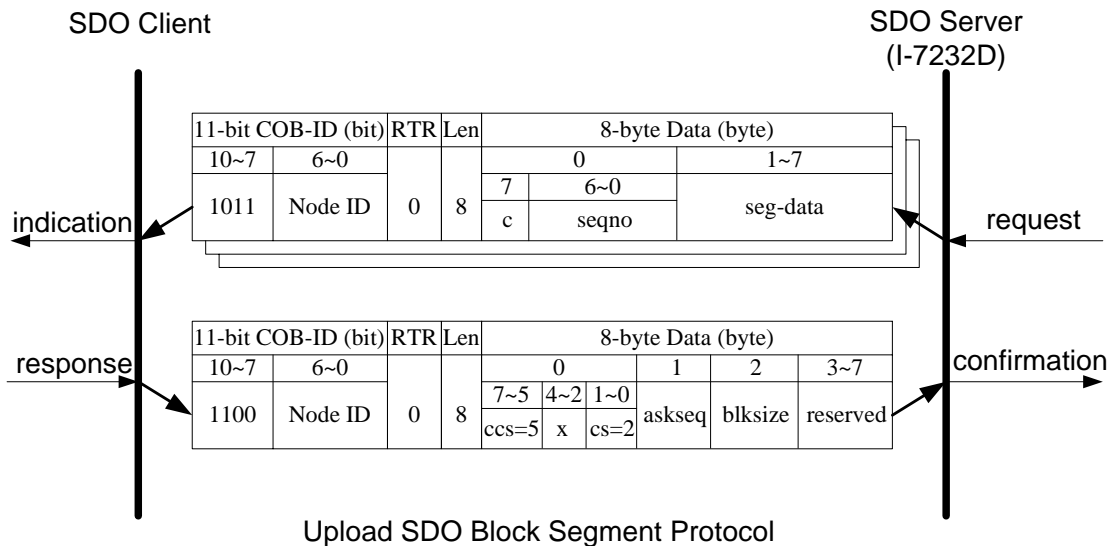 SDO Client
SDO Server
(I-7232D)
11-bit COB-ID (bit) RTR Len 8-byte Data (byte)
10~7 6~0 0 1~7
7 6~0
1011 Node ID 0 8 seg-data
c seqno
indication
request
11-bit COB-ID (bit) RTR Len 8-byte Data (byte)
response
confirmation
10~7 6~0 0 1 2 3~7
7~5 4~2 1~0
1100 Node ID 0 8 askseq blksize reserved
ccs=5 x cs=2
Upload SDO Block Segment Protocol